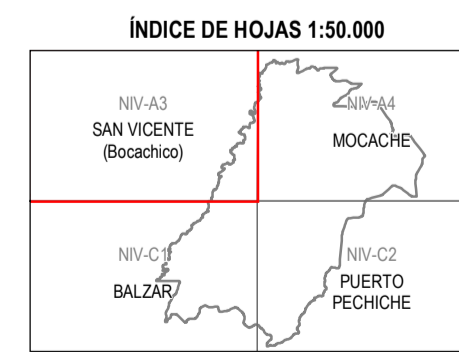 ÍNDICE DE HOJAS 1:50.000
NIV-A3
SAN VICENTE
(Bocachico)
NIV-A4
MOCACHE
NIV-C1
BALZAR
NIV-C2
PUERTO
PECHICHE